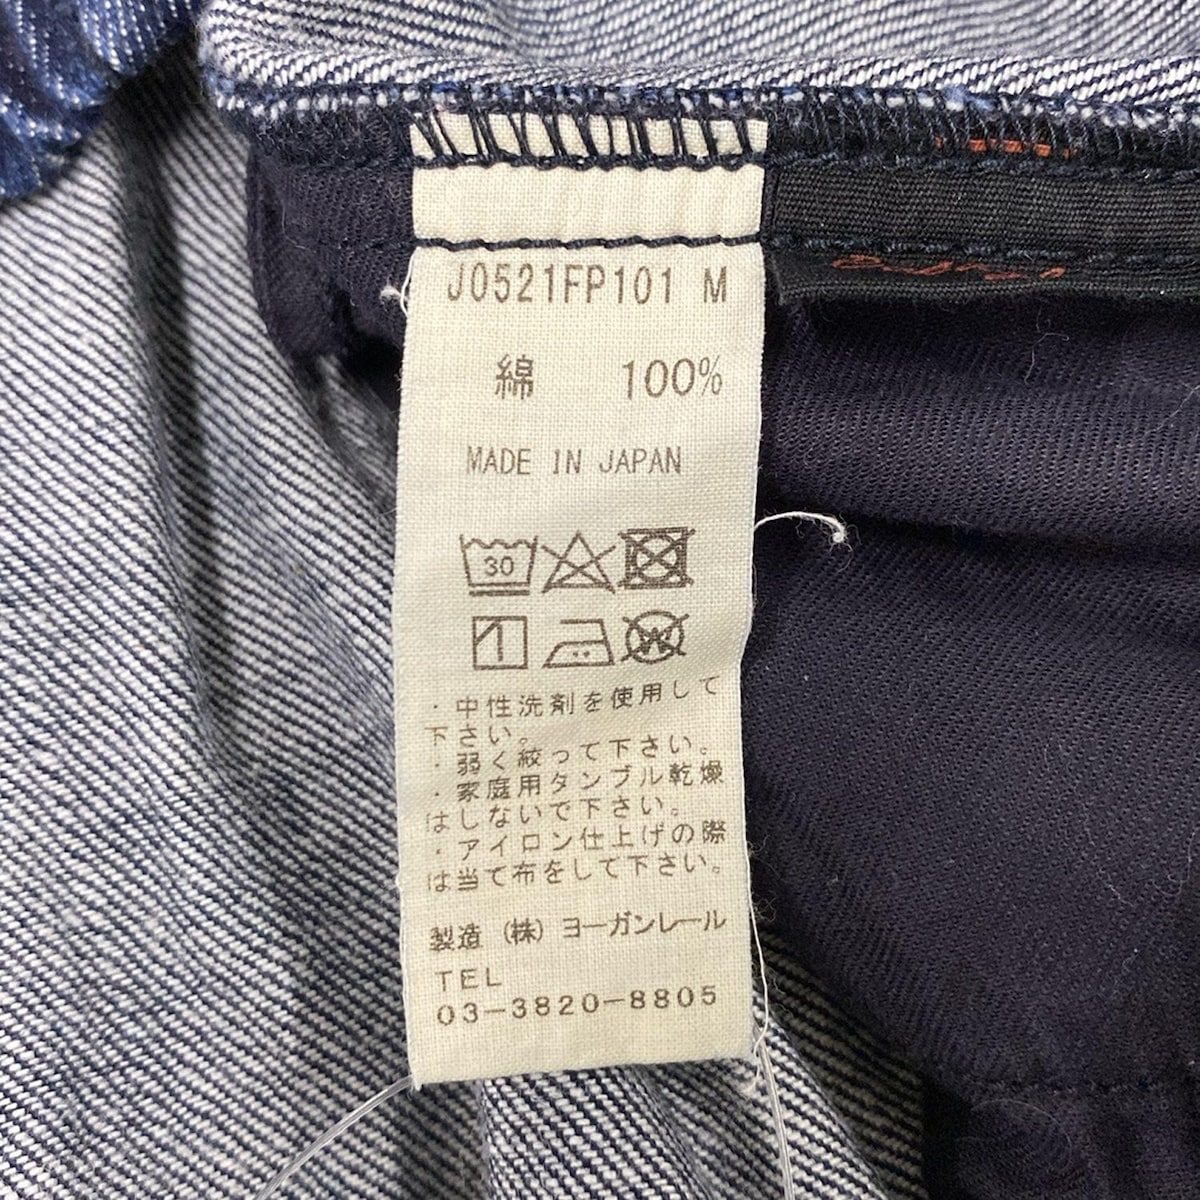 J0521FP101 M
綿 100%
MADE IN JAPAN
30
W
・中性洗剤を使用して
下さい。
・弱く絞って下さい。
・家庭用タンブル乾燥
はしないで下さい。
・アイロン仕上げの際
は当て布をして下さい。
製造 (株) ヨーガンレール
TEL
03-3820-8805